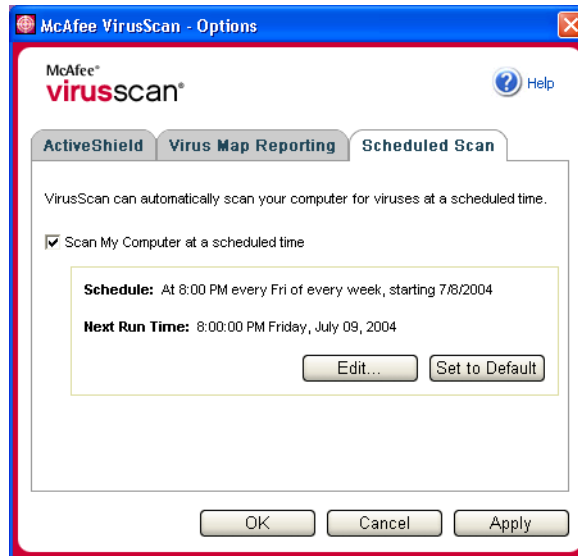 McAfee VirusScan - Options
McAfee®
virusscan®
? Help
ActiveShield Virus Map Reporting Scheduled Scan
VirusScan can automatically scan your computer for viruses at a scheduled time.
Scan My Computer at a scheduled time
Schedule: At 8:00 PM every Fri of every week, starting 7/8/2004
Next Run Time: 8:00:00 PM Friday, July 09, 2004
Edit... Set to Default
OK Cancel Apply